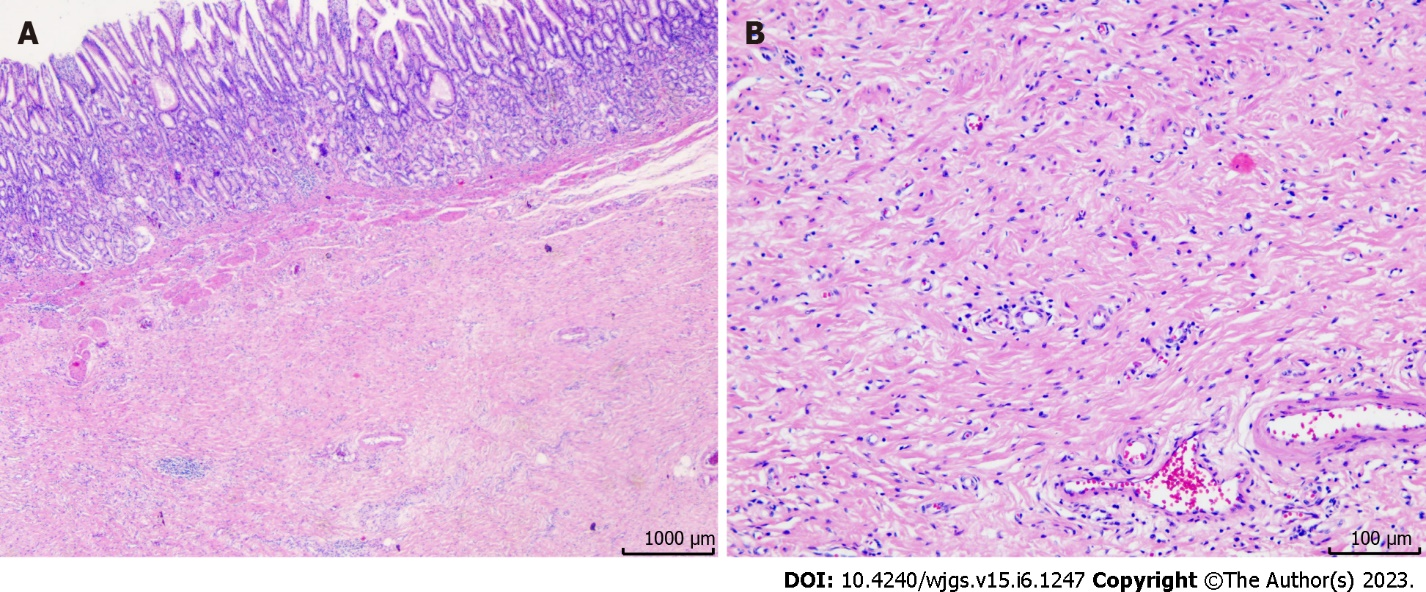 A
B
1000 μm
100 μm
DOI: 10.4240/wjgs.v15.i6.1247 Copyright ©The Author(s) 2023.